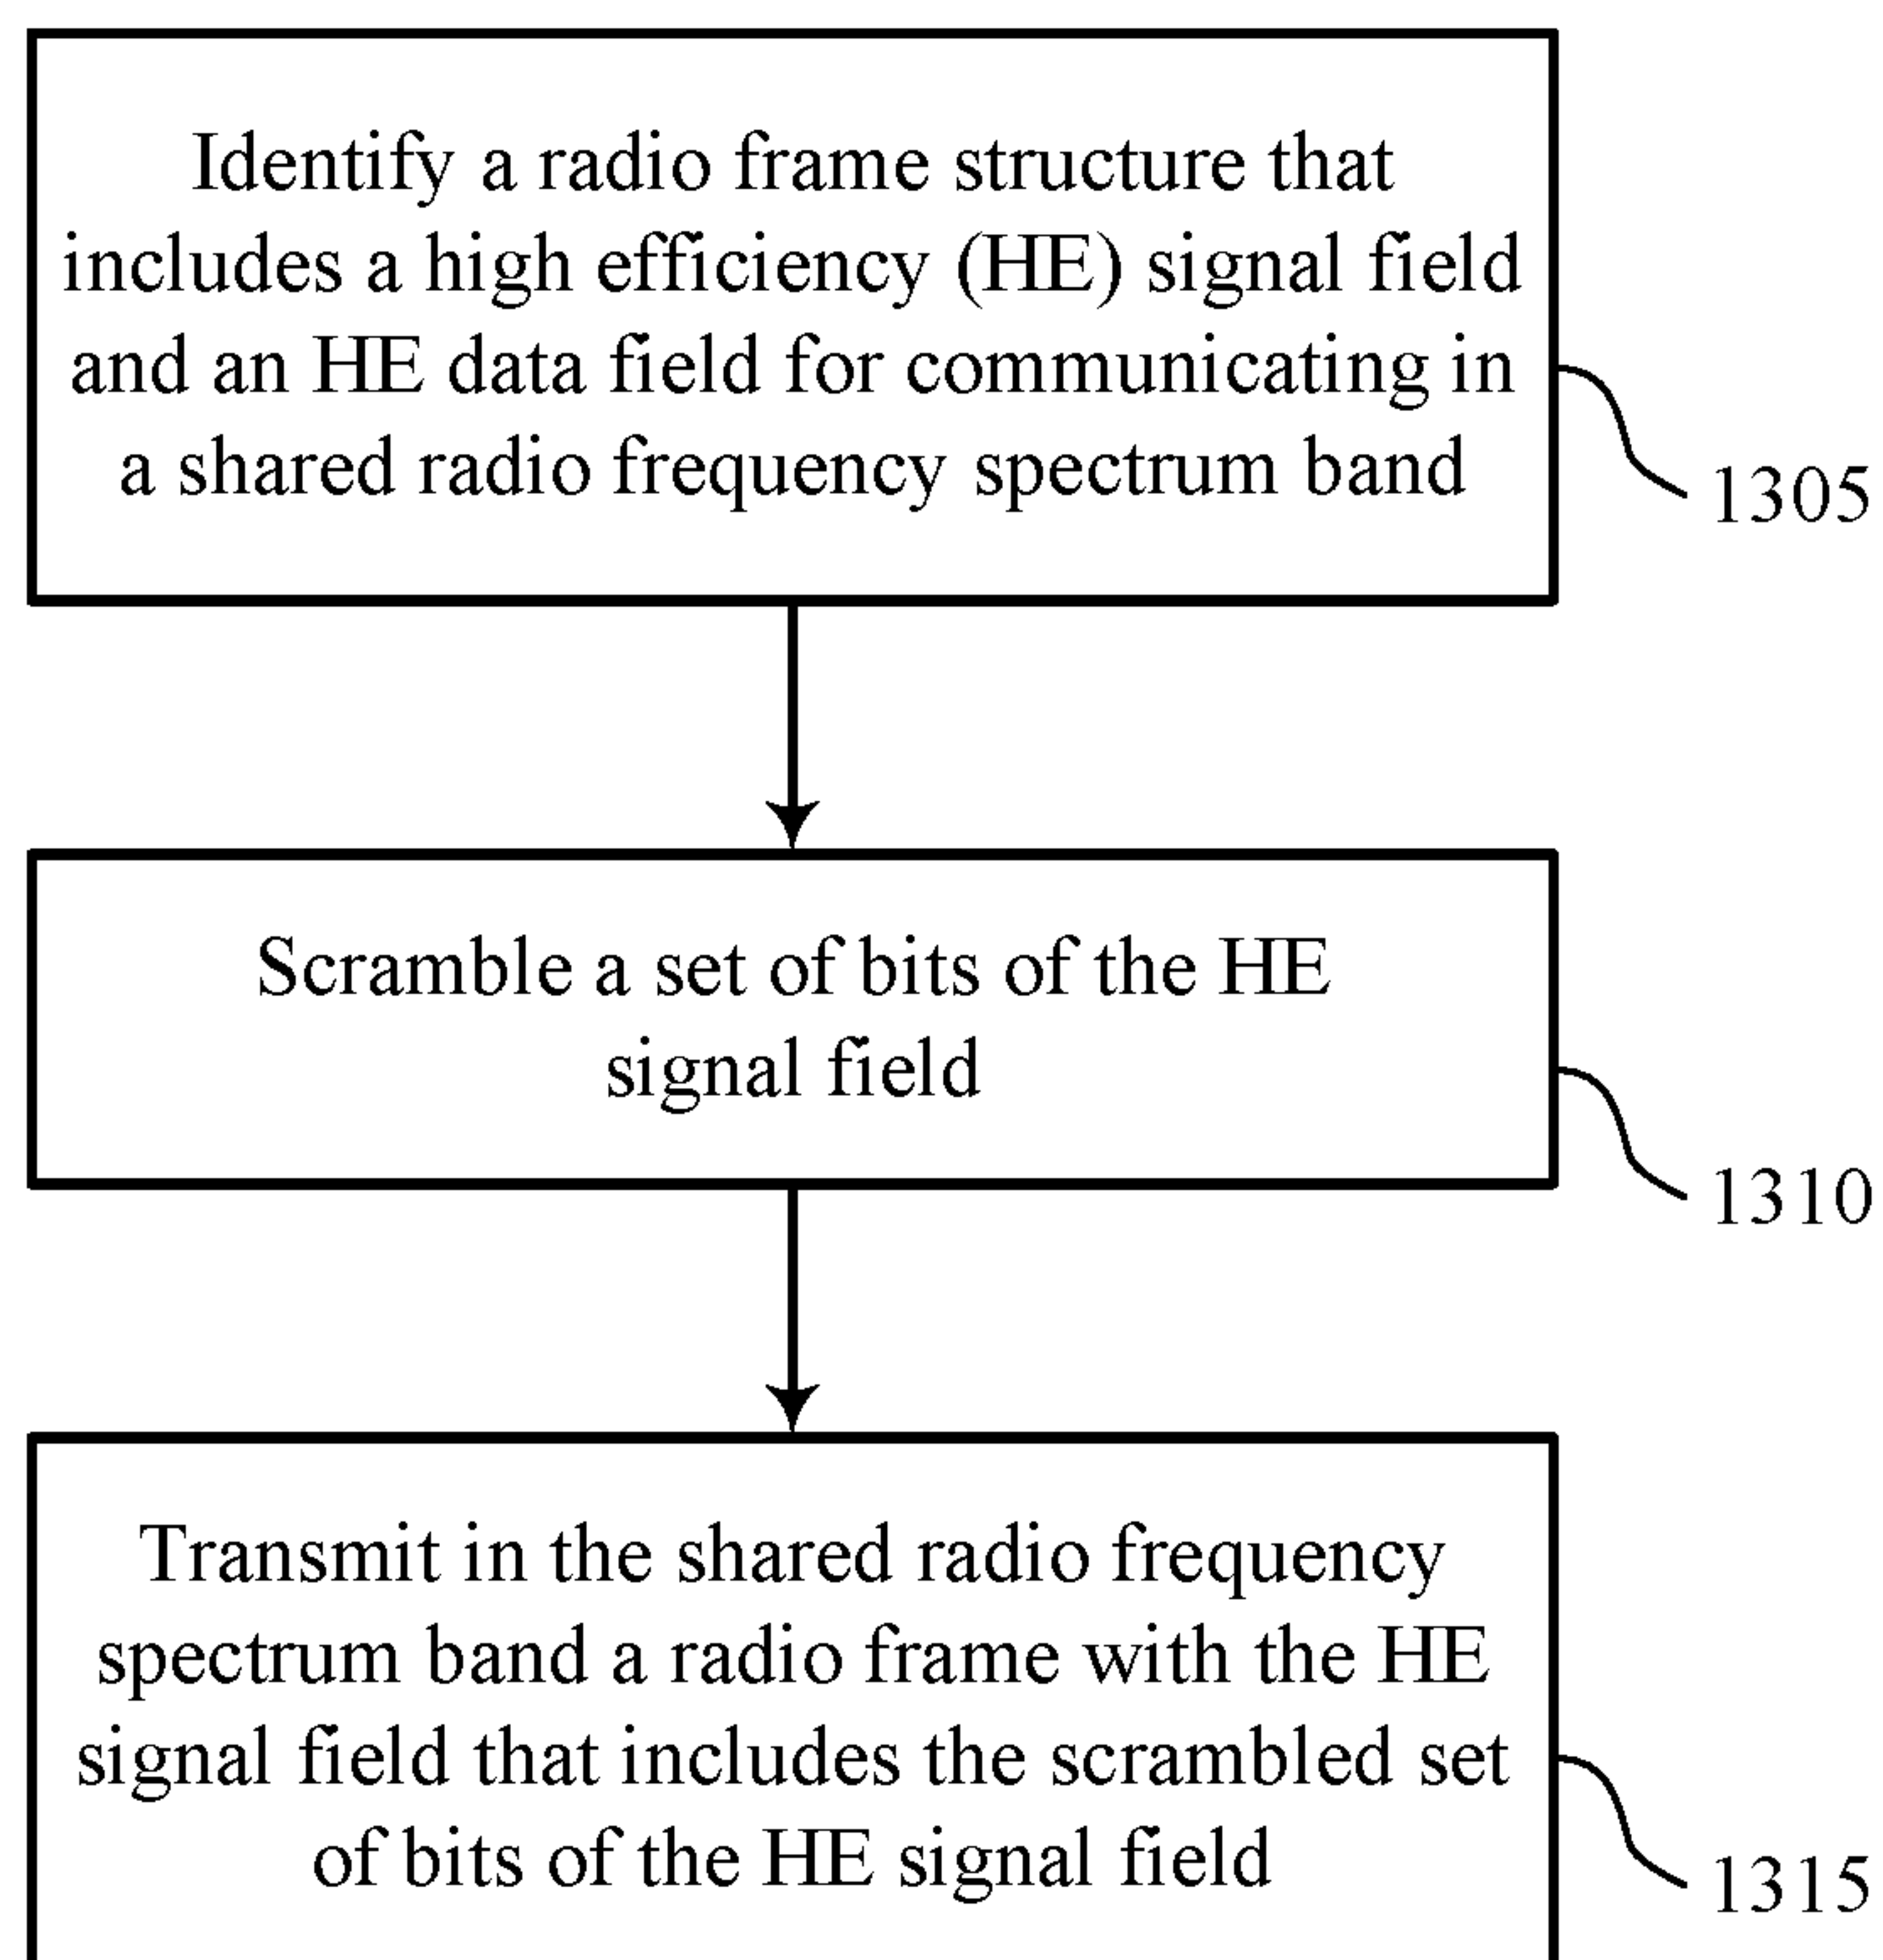 Identify a radio frame structure that
includes a high efficiency (HE) signal field
and an HE data field for communicating in
a shared radio frequency spectrum band
1305
Scramble a set of bits of the HE
signal field
1310
Transmit in the shared radio frequency
spectrum band a radio frame with the HE
signal field that includes the scrambled set
of bits of the HE signal field
1315